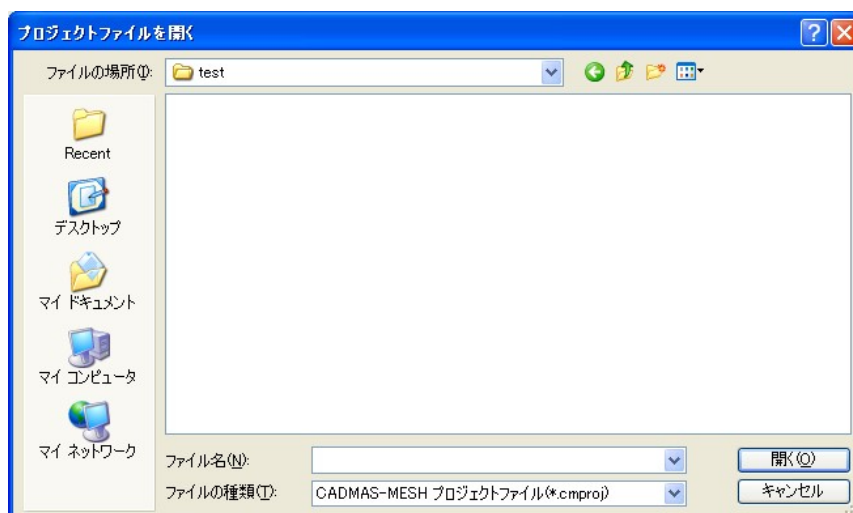 プロジェクトファイルを開く
ファイルの場所(I):
test
Recent
デスクトップ
マイ ドキュメント
マイ コンピュータ
マイ ネットワーク
ファイル名(N):
開く(O)
ファイルの種類(T):
CADMAS-MESH プロジェクトファイル(*.cmproj)
キャンセル